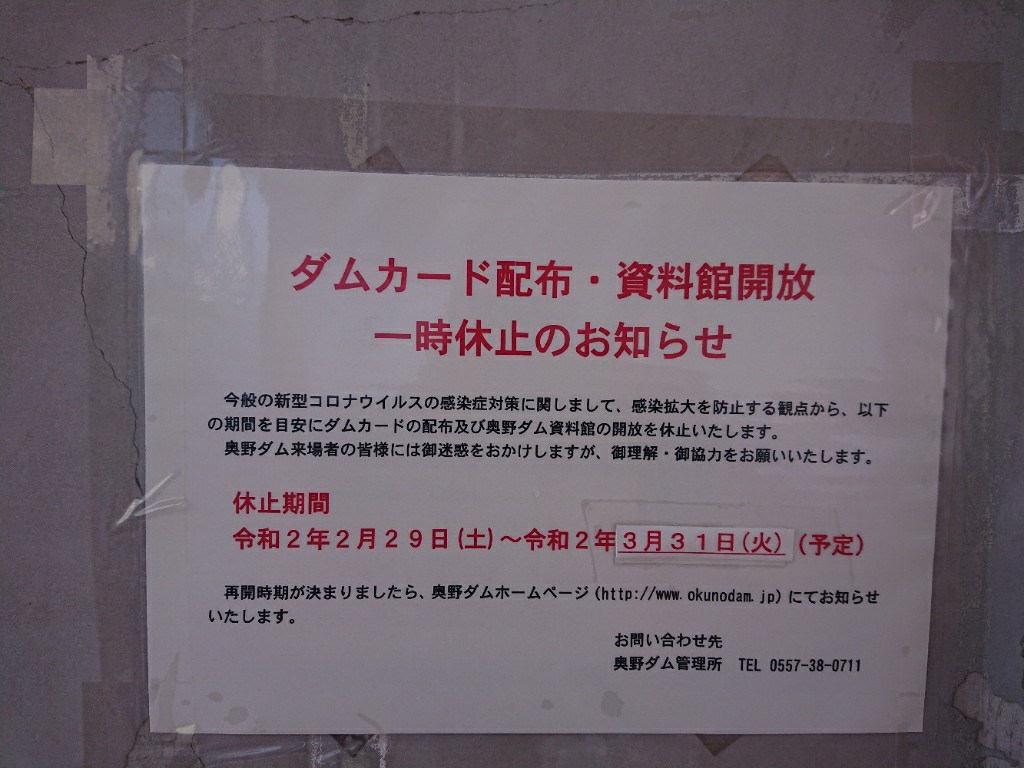 ダムカード配布・資料館開放
一時休止のお知らせ
今般の新型コロナウイルスの感染症対策に関しまして、感染拡大を防止する観点から、以下
の期間を目安にダムカードの配布及び奥野ダム資料館の開放を休止いたします。
奥野ダム来場者の皆様には御迷惑をおかけしますが、御理解・御協力をお願いいたします。
休止期間
令和２年２月２９日(土)～令和２年３月３１日(火) (予定)
再開時期が決まりましたら、奥野ダムホームページ(http://www.okunodam.jp)にてお知らせ
いたします。
お問い合わせ先
奥野ダム管理所 TEL 0557-38-0711